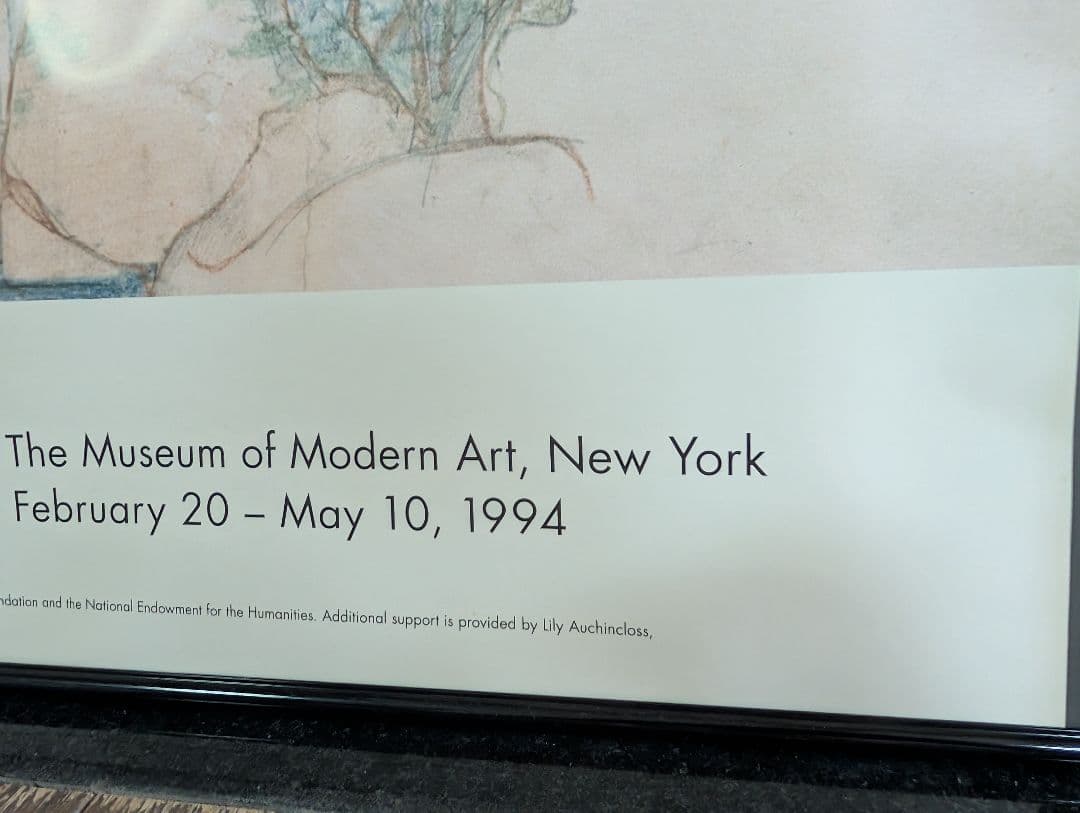 The Museum of Modern Art, New York
February 20 – May 10, 1994
ndation and the National Endowment for the Humanities. Additional support is provided by Lily Auchincloss,